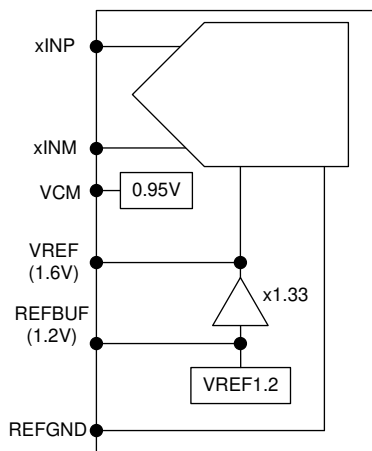 xINP
xINM
VCM
0.95V
VREF
(1.6V)
x1.33
REFBUF
(1.2V)
VREF1.2
REFGND